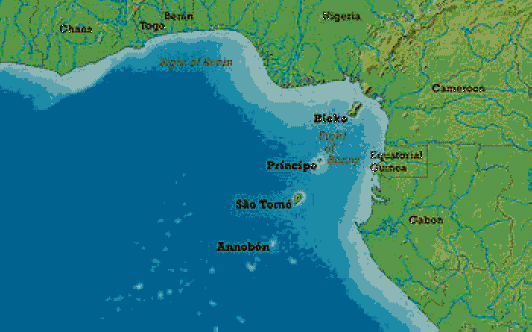 Benin
Nigeria
Ghana
Togo
Bight of Benin
Cameroon
Bioko
Bight
of
Bonny
Equatorial
Guinea
Príncipe
São Tomé
Gabon
Annobón